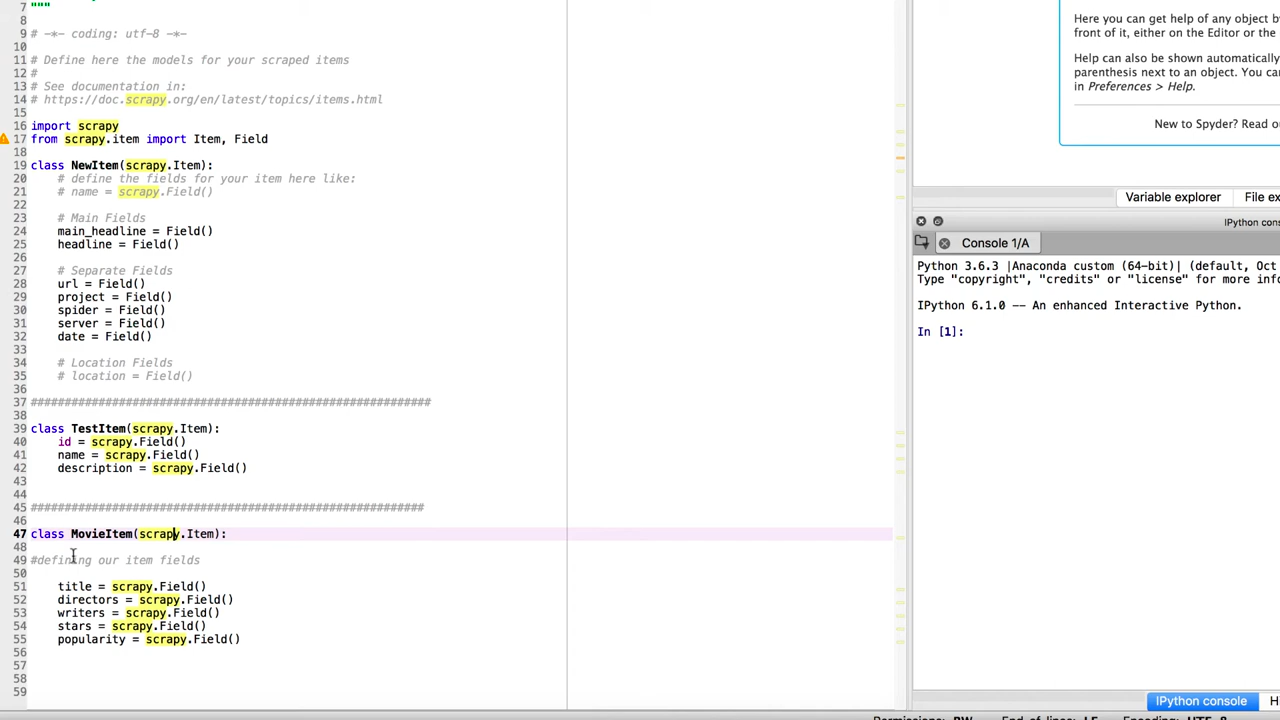 7 """
8
9 # -*- coding: utf-8 -*-
10
11 # Define here the models for your scraped items
12 #
13 # See documentation in:
14 # https://doc.scrapy.org/en/latest/topics/items.html
15
16 import scrapy
17 from scrapy.item import Item, Field
18
19 class NewItem(scrapy.Item):
20 # define the fields for your item here like:
21 # name = scrapy.Field()
22
23 # Main Fields
24 main_headline = Field()
25 headline = Field()
26
27 # Separate Fields
28 url = Field()
29 project = Field()
30 spider = Field()
31 server = Field()
32 date = Field()
33
34 # Location Fields
35 # location = Field()
36
37 ###########################################################
38
39 class TestItem(scrapy.Item):
40 id = scrapy.Field()
41 name = scrapy.Field()
42 description = scrapy.Field()
43
44
45 ##########################################################
46
47 class MovieItem(scrapy.Item):
48
49 #defining our item fields
50
51 title = scrapy.Field()
52 directors = scrapy.Field()
53 writers = scrapy.Field()
54 stars = scrapy.Field()
55 popularity = scrapy.Field()
56
57
58
59
Here you can get help of any object by
front of it, either on the Editor or the
Help can also be shown automatically
parenthesis next to an object. You can
in Preferences > Help.
New to Spyder? Read
Variable explorer File
IPython
Console 1/A
Python 3.6.3 |Anaconda custom (64-bit)| (default, Oct
Type "copyright", "credits" or "license" for more
IPython 6.1.0 -- An enhanced Interactive Python.
In [1]:
IPython console
Permissions: RW End-of-lines: LF Encoding: UTF-8